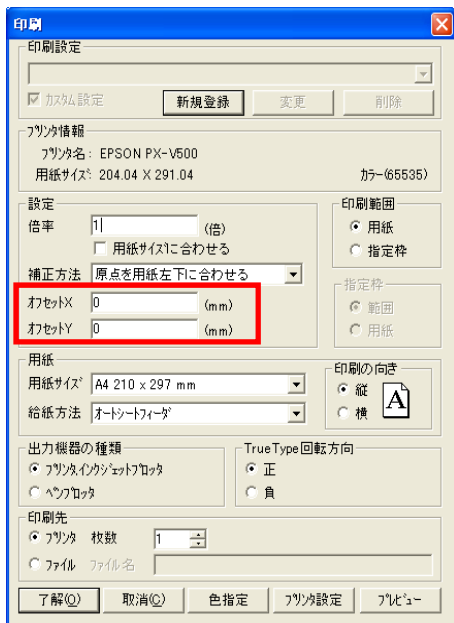 印刷
印刷設定
カスタム設定 新規登録 変更 削除
プリンタ情報
プリンタ名: EPSON PX-V500
用紙サイズ: 204.04 X 291.04 カラー(65535)
設定 印刷範囲
倍率 1 (倍) 用紙
用紙サイズに合わせる 指定枠
補正方法 原点を用紙左下に合わせる
指定枠
オフセットX 0 (mm) 範囲
オフセットY 0 (mm) 用紙
用紙 印刷の向き
用紙サイズ A4 210 x 297 mm 縦 A
給紙方法 オートシートフィーダ 横
出力機器の種類 TrueType回転方向
プリンタ,インクジェットプロッタ 正
ペンプロッタ 負
印刷先
プリンタ 枚数 1
ファイル ファイル名
了解(O) 取消(C) 色指定 プリンタ設定 プレビュー